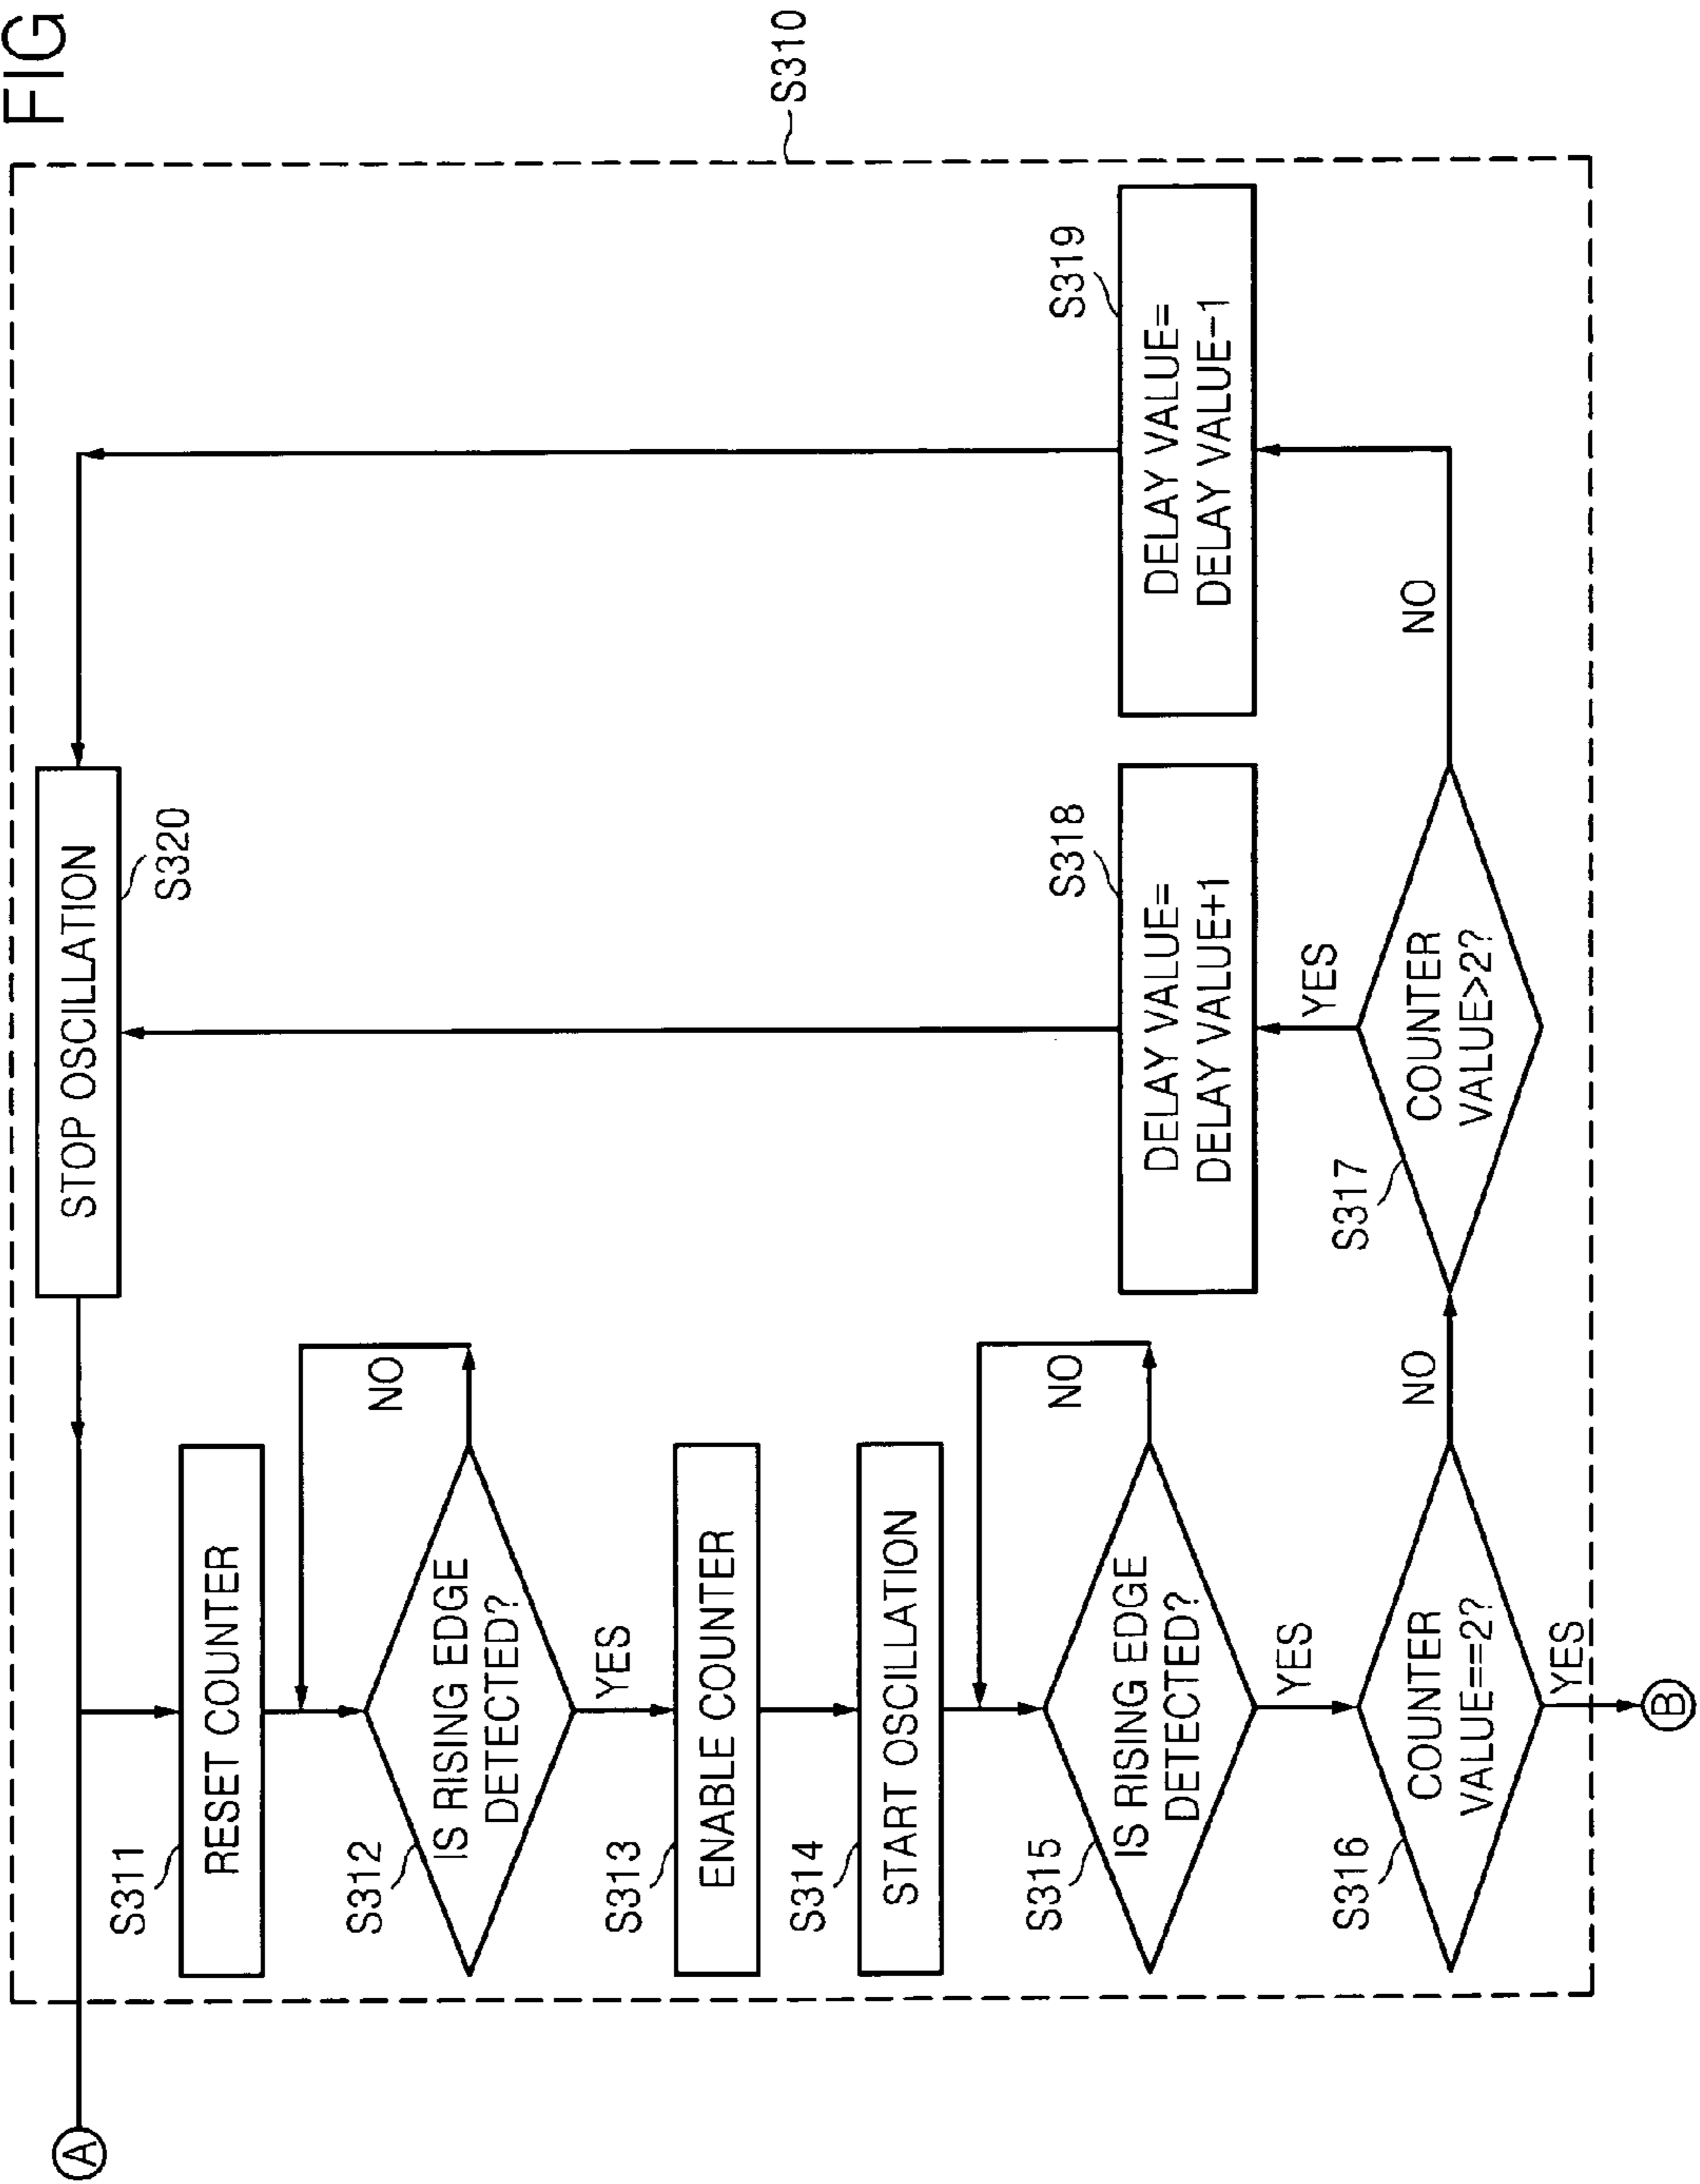 FIG
S310
A
STOP OSCILLATION
S320
S311
RESET COUNTER
S312
IS RISING EDGE
DETECTED?
NO
YES
S313
ENABLE COUNTER
S314
START OSCILLATION
S315
IS RISING EDGE
DETECTED?
NO
YES
S316
COUNTER
VALUE==2?
NO
YES
B
S317
COUNTER
VALUE>2?
YES
NO
S318
DELAY VALUE=
DELAY VALUE+1
S319
DELAY VALUE=
DELAY VALUE-1